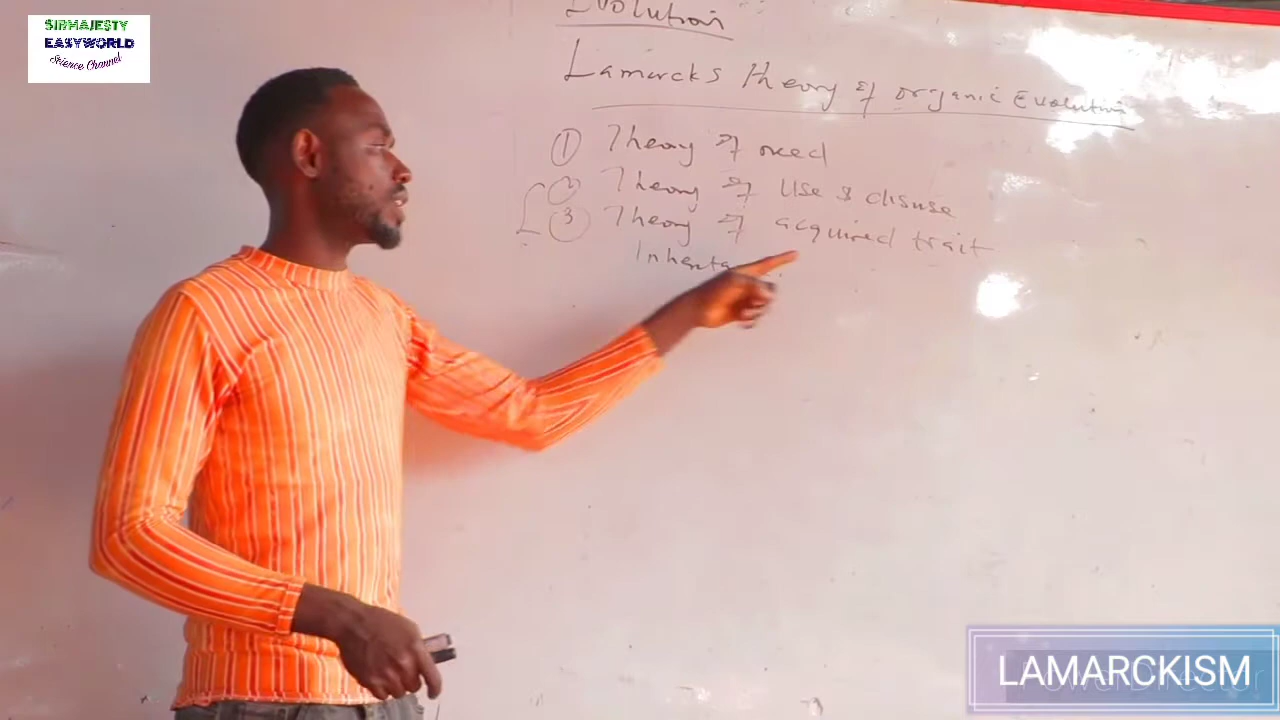 SIRMAJESTY
EASYWORLD
Science Channel
Evolution
Lamarcks Theory of organic Evolution
① Theory of need
② Theory of Use & disuse
③ Theory of acquired trait
LAMARCKISM
PowerDirector